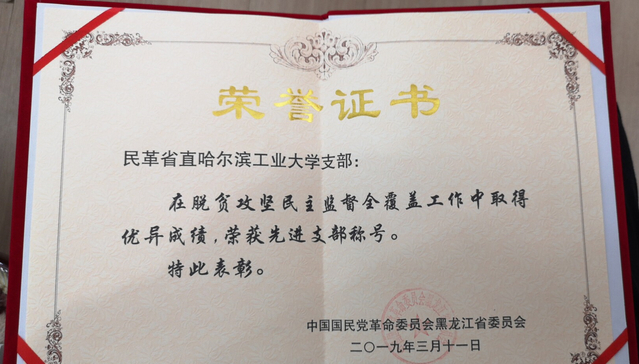 荣誉证书
民革省直哈尔滨工业大学支部：
在脱贫攻坚民主监督全覆盖工作中取得
优异成绩，荣获先进支部称号。
特此表彰。
中国国民党革命委员会黑龙江省委员会
二〇一九年三月十一日